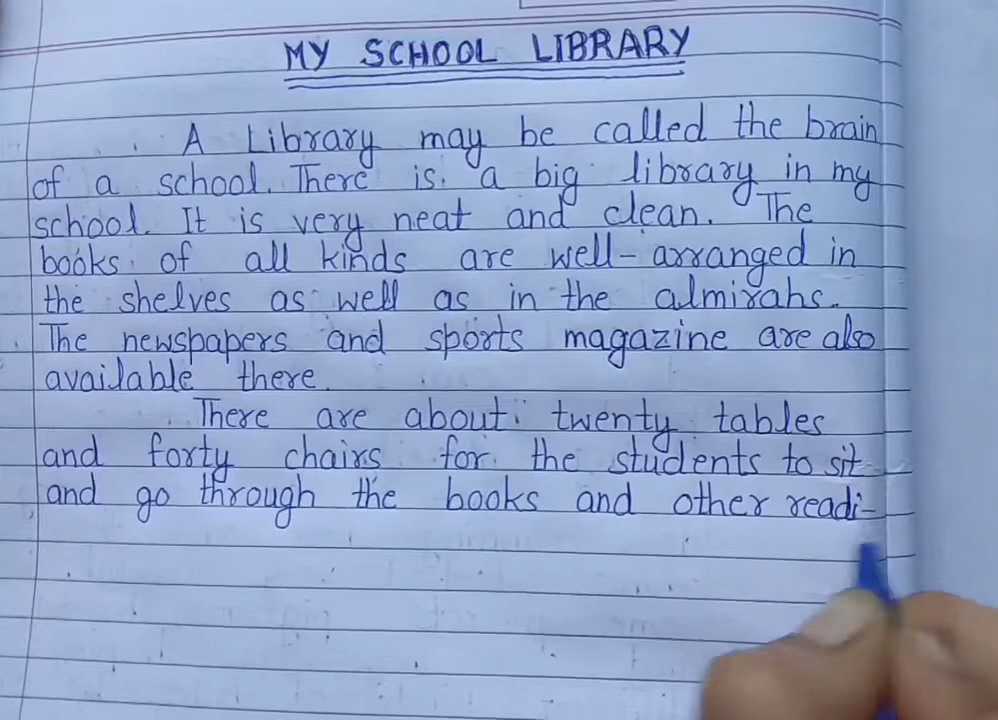 MY SCHOOL LIBRARY
A Library may be called the brain
of a school. There is a big library in my
school. It is very neat and clean. The
books of all kinds are well-arranged in
the shelves as well as in the almirahs.
The newspapers and sports magazine are also
available there.
There are about twenty tables
and forty chairs for the students to sit
and go through the books and other readi-